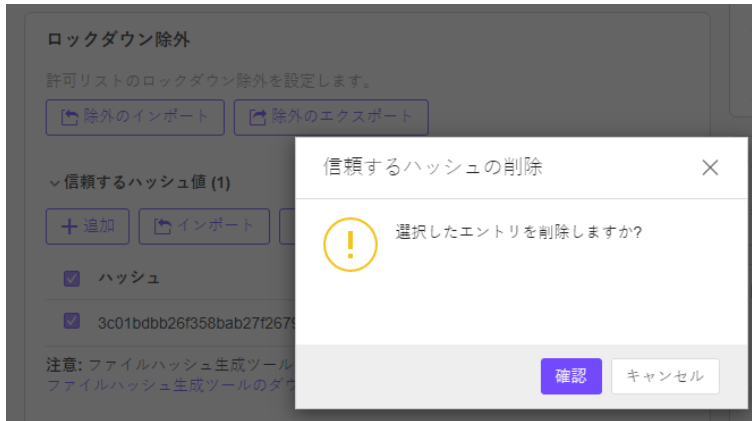 ロックダウン除外
許可リストのロックダウン除外を設定します。
除外のインポート 除外のエクスポート
信頼するハッシュの削除
信頼するハッシュ値 (1)
追加 インポート
選択したエントリを削除しますか?
ハッシュ
3c01bdbb26f358bab27f2679
注意: ファイルハッシュ生成ツール
ファイルハッシュ生成ツールのダウ
確認 キャンセル